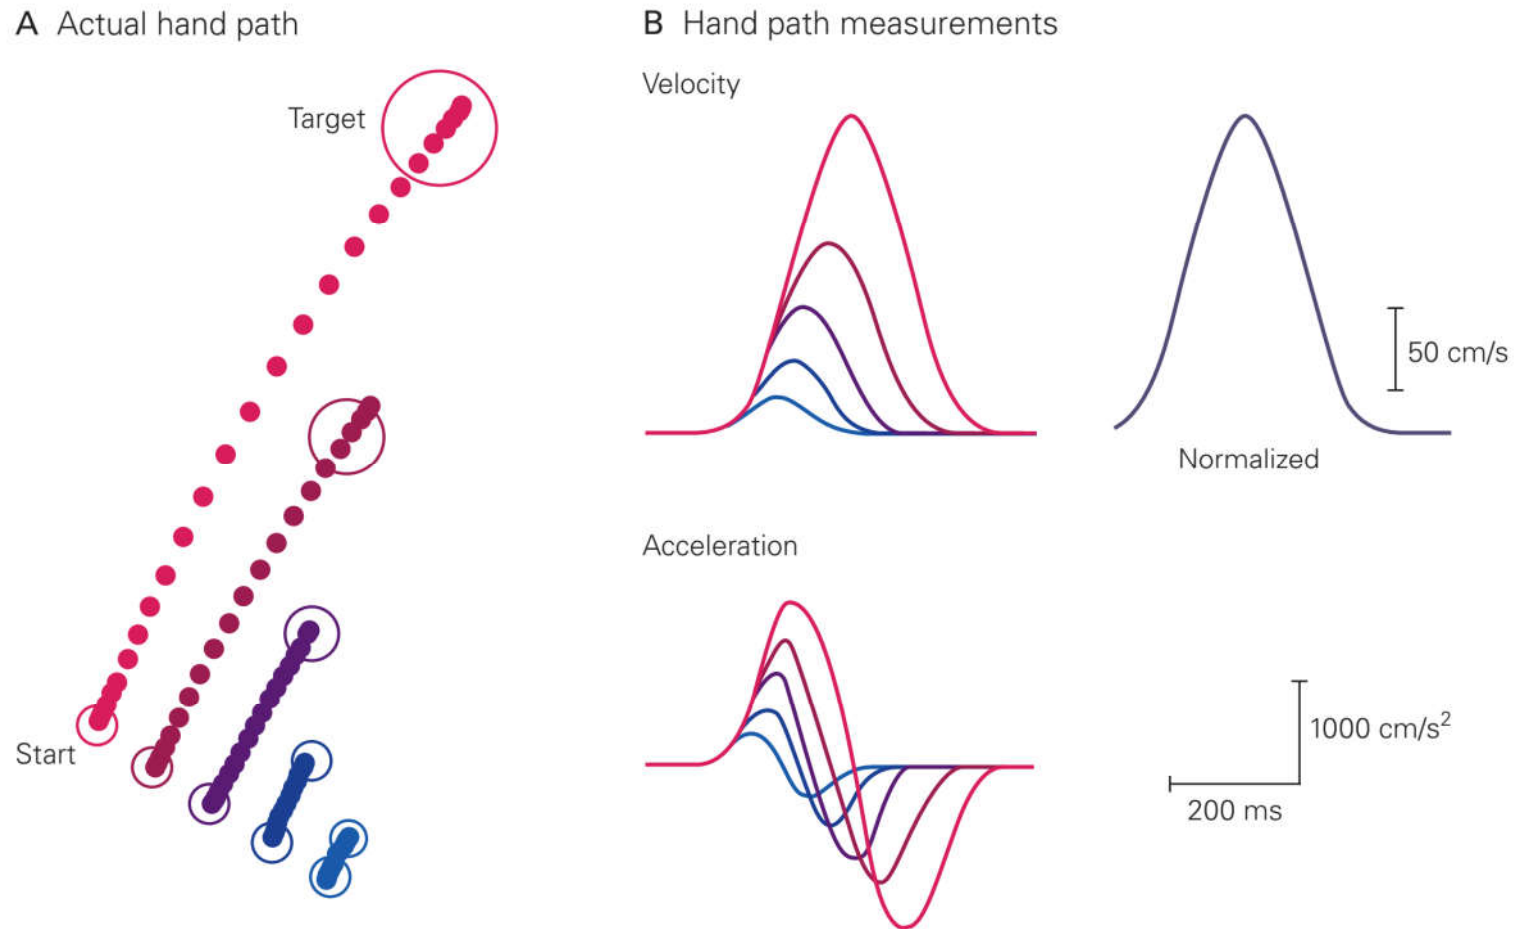 A Actual hand path
Target
Start
B Hand path measurements
Velocity
50 cm/s
Normalized
Acceleration
1000 cm/s²
200 ms